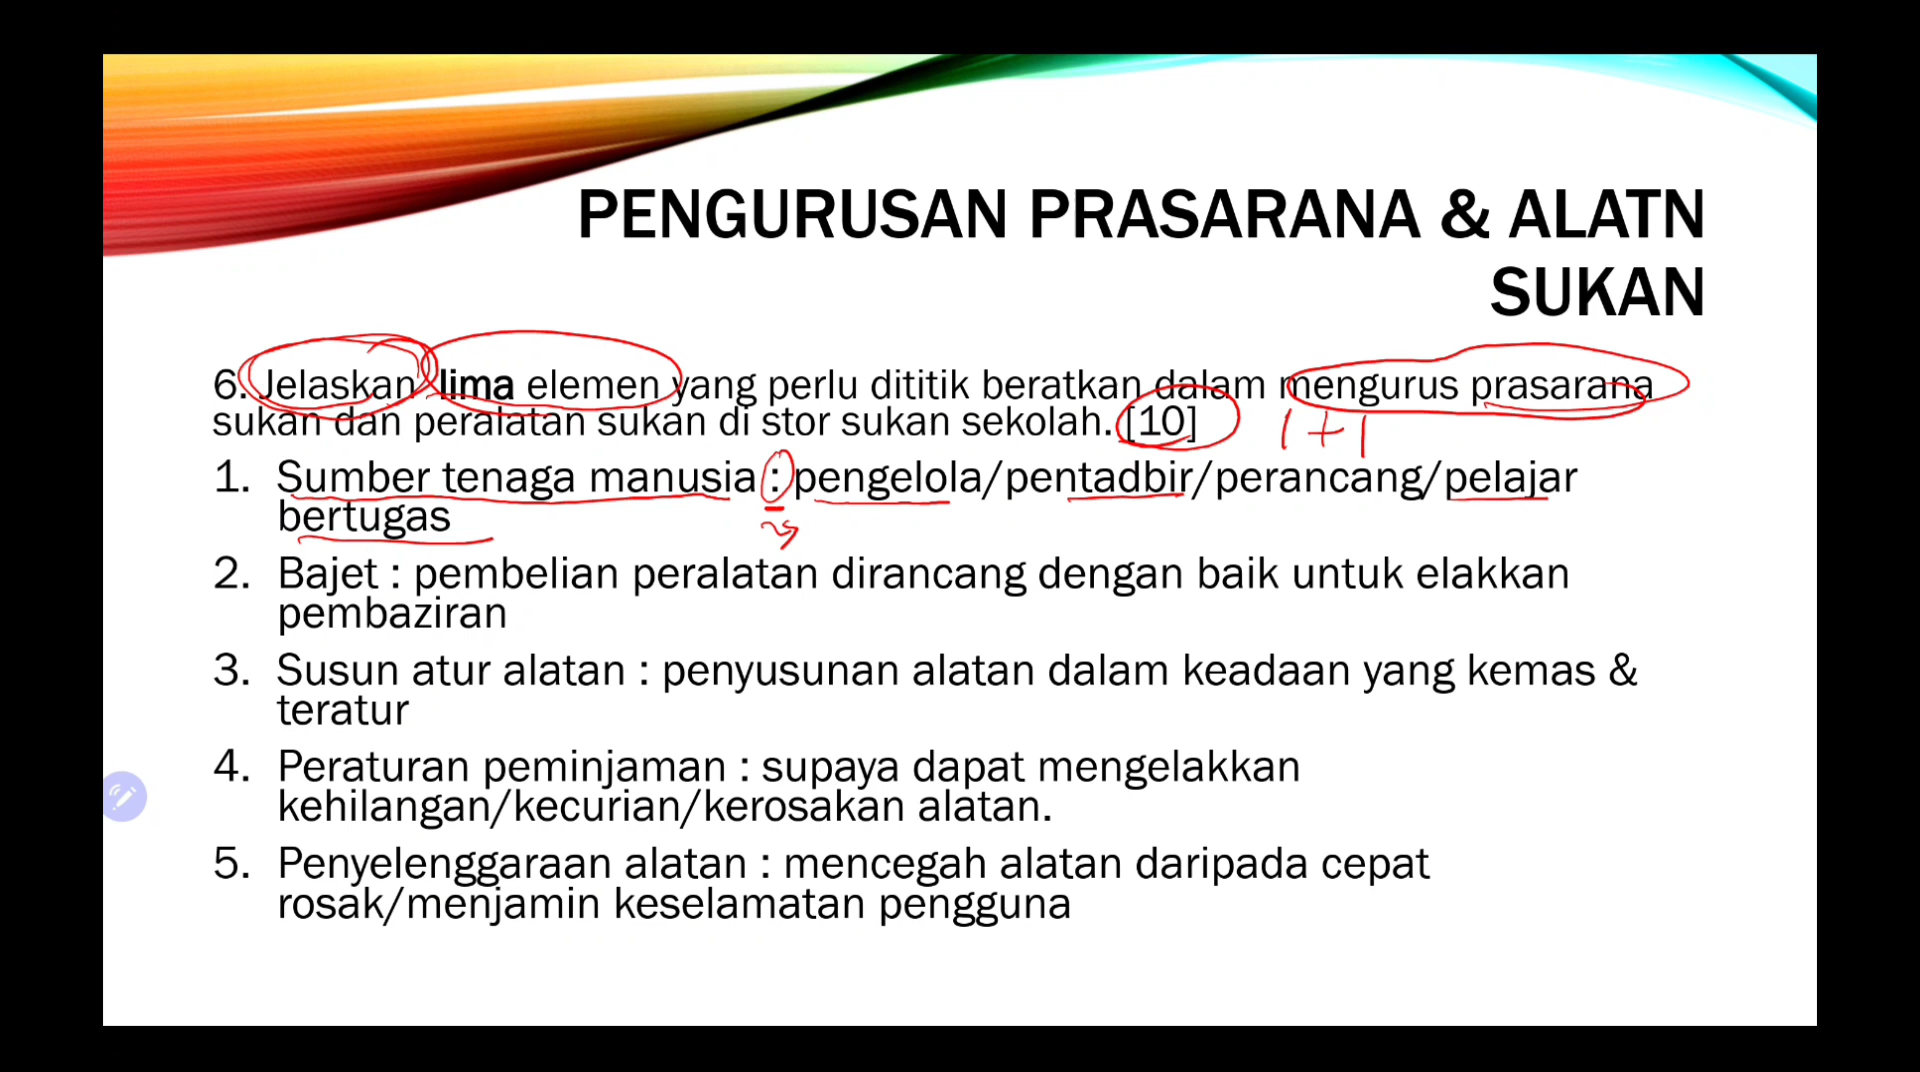 PENGURUSAN PRASARANA & ALATN
SUKAN
6. Jelaskan lima elemen yang perlu dititik beratkan dalam mengurus prasarana
sukan dan peralatan sukan di stor sukan sekolah. [10] 1 + 1
1. Sumber tenaga manusia : pengelola/pentadbir/perancang/pelajar
bertugas
2. Bajet : pembelian peralatan dirancang dengan baik untuk elakkan
pembaziran
3. Susun atur alatan : penyusunan alatan dalam keadaan yang kemas &
teratur
4. Peraturan peminjaman : supaya dapat mengelakkan
kehilangan/kecurian/kerosakan alatan.
5. Penyelenggaraan alatan : mencegah alatan daripada cepat
rosak/menjamin keselamatan pengguna